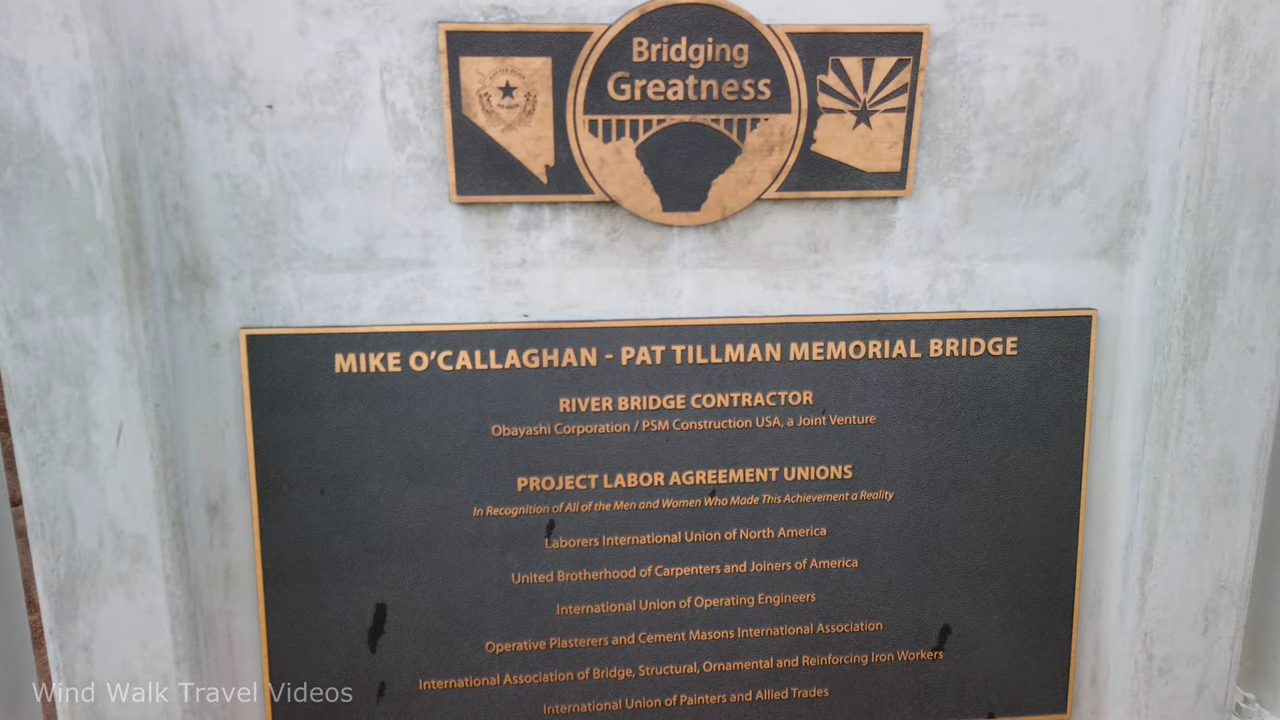 Bridging
Greatness
MIKE O'CALLAGHAN - PAT TILLMAN MEMORIAL BRIDGE
RIVER BRIDGE CONTRACTOR
Obayashi Corporation / PSM Construction USA, a Joint Venture
PROJECT LABOR AGREEMENT UNIONS
In Recognition of All of the Men and Women Who Made This Achievement a Reality
Laborers International Union of North America
United Brotherhood of Carpenters and Joiners of America
International Union of Operating Engineers
Operative Plasterers and Cement Masons International Association
International Association of Bridge, Structural, Ornamental and Reinforcing Iron Workers
International Union of Painters and Allied Trades
Wind Walk Travel Videos